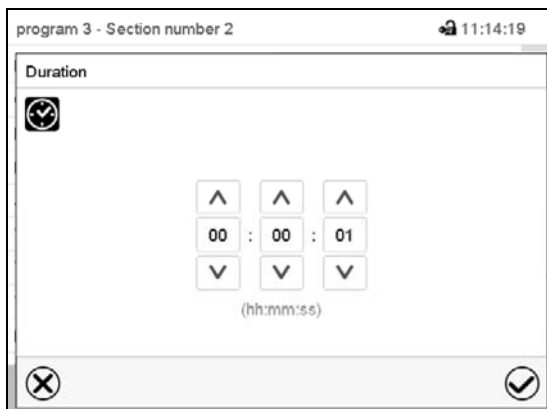 program 3 - Section number 2 11:14:19
Duration
00 : 00 : 01
(hh:mm:ss)